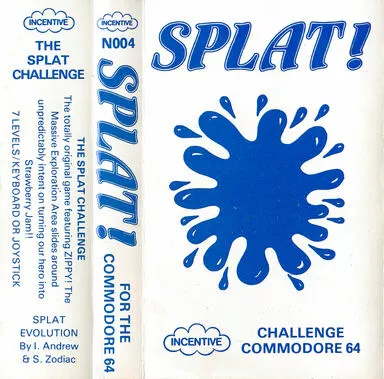 INCENTIVE
THE
SPLAT
CHALLENGE
THE SPLAT CHALLENGE
The totally original game featuring ZIPPY! The
Massive Exploration Area slides around
unpredictably intent on turning our hero into
Strawberry Jam!!
7 LEVELS/KEYBOARD OR JOYSTICK
SPLAT
EVOLUTION
By I. Andrew
& S. Zodiac
INCENTIVE
N004
SPLAT!
FOR THE
COMMODORE 64
SPLAT!
INCENTIVE
CHALLENGE
COMMODORE 64